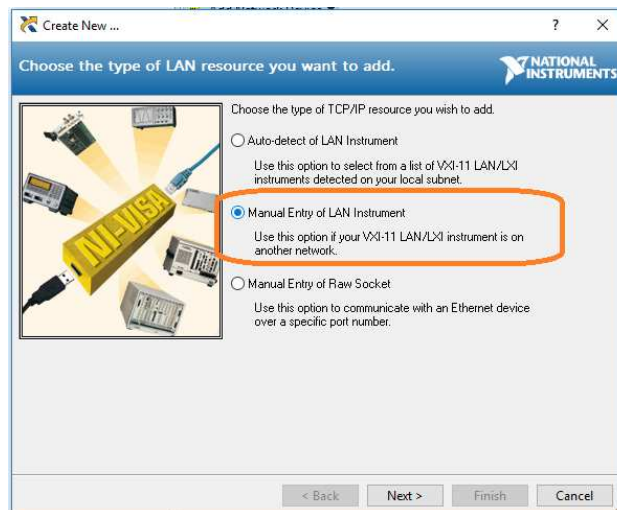 Create New ...
Choose the type of LAN resource you want to add.
NATIONAL
INSTRUMENTS
NI-VISA
Choose the type of TCP/IP resource you wish to add.
Auto-detect of LAN Instrument
Use this option to select from a list of VXI-11 LAN/LXI
instruments detected on your local subnet.
Manual Entry of LAN Instrument
Use this option if your VXI-11 LAN/LXI instrument is on
another network.
Manual Entry of Raw Socket
Use this option to communicate with an Ethernet device
over a specific port number.
< Back
Next >
Finish
Cancel